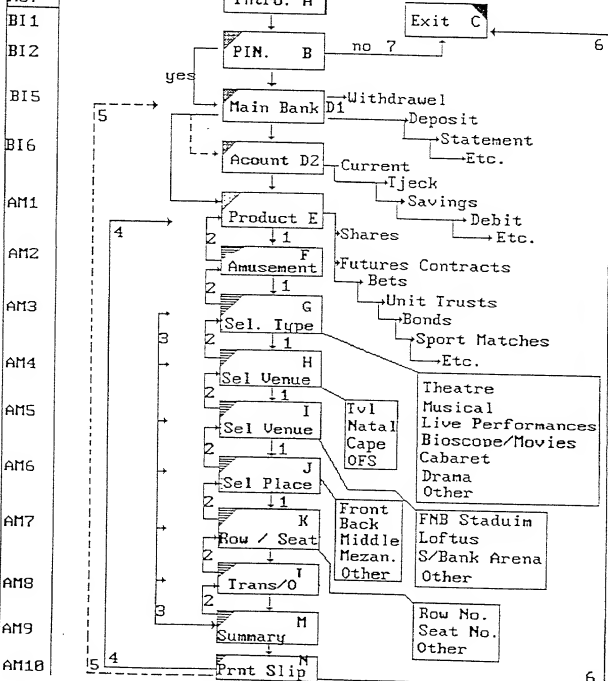 Intro. A
BI1
Exit C
BI2
PIN. B
no 7
6
yes
BI5
Main Bank D1
Withdrawel
Deposit
Statement
Etc.
5
BI6
Acount D2
Current
Tjeck
Savings
Debit
Etc.
AM1
Product E
4
2
1
Shares
Futures Contracts
Bets
Unit Trusts
Bonds
Sport Matches
Etc.
AM2
F
Amusement
2
1
AM3
G
Sel. Type
3
2
1
Theatre
Musical
Live Performances
Bioscope/Movies
Cabaret
Drama
Other
AM4
H
Sel Venue
2
1
Tvl
Natal
Cape
OFS
AM5
I
Sel Venue
2
1
FNB Staduim
Loftus
S/Bank Arena
Other
AM6
J
Sel Place
2
1
Front
Back
Middle
Mezan.
Other
AM7
K
Row / Seat
2
Row No.
Seat No.
Other
AM8
Trans/O
2
3
AM9
M
Summary
AM10
N
Prnt Slip
5
4
6